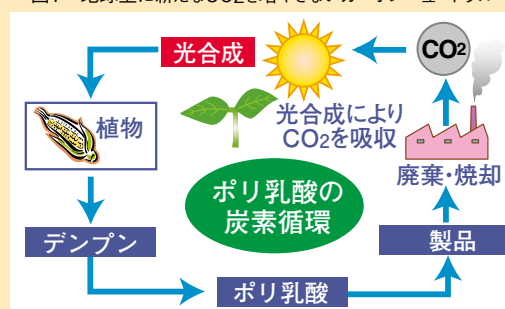 光合成
CO2
植物
光合成により
CO2を吸収
廃棄・焼却
ポリ乳酸の
炭素循環
デンプン
製品
ポリ乳酸